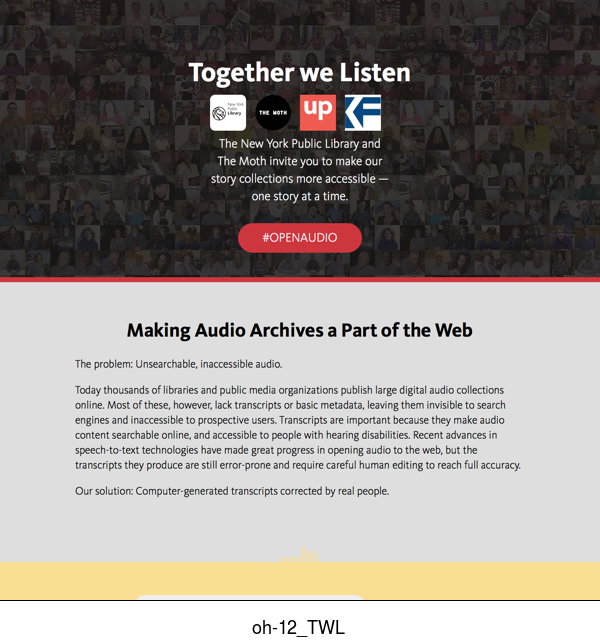 Together we Listen
New York
Public
Library
THE MOTH
up
KF
The New York Public Library and
The Moth invite you to make our
story collections more accessible —
one story at a time.
#OPENAUDIO
Making Audio Archives a Part of the Web
The problem: Unsearchable, inaccessible audio.
Today thousands of libraries and public media organizations publish large digital audio collections
online. Most of these, however, lack transcripts or basic metadata, leaving them invisible to search
engines and inaccessible to prospective users. Transcripts are important because they make audio
content searchable online, and accessible to people with hearing disabilities. Recent advances in
speech-to-text technologies have made great progress in opening audio to the web, but the
transcripts they produce are still error-prone and require careful human editing to reach full accuracy.
Our solution: Computer-generated transcripts corrected by real people.
oh-12_TWL